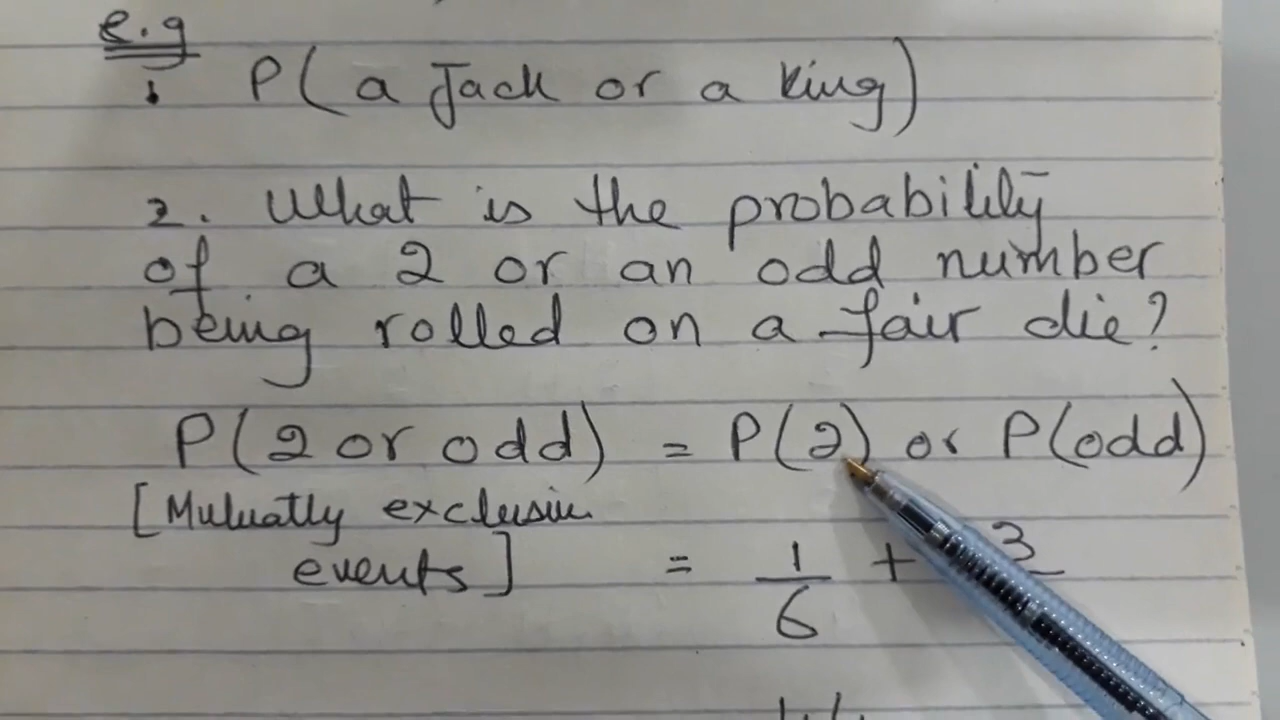 e.g
1 P(a Jack or a King)
2. What is the probability
of a 2 or an odd number
being rolled on a fair die?
P(2 or odd) = P(2) or P(odd)
[Mutually exclusive
events] = 1/6 + 3